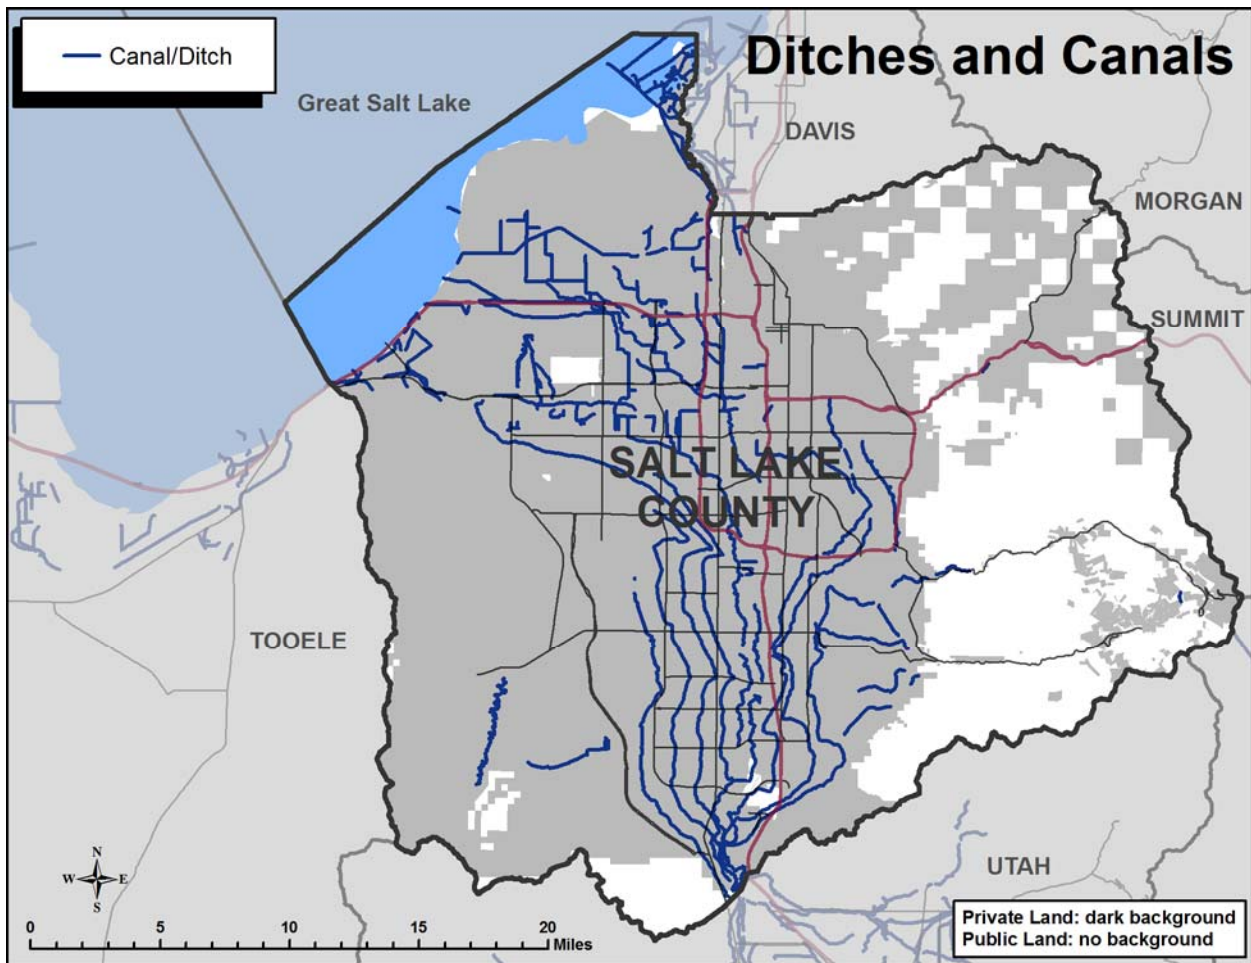 Canal/Ditch
Ditches and Canals
Great Salt Lake
DAVIS
MORGAN
SUMMIT
SALT LAKE
COUNTY
TOOELE
UTAH
N
W E
S
0 5 10 15 20
Miles
Private Land: dark background
Public Land: no background